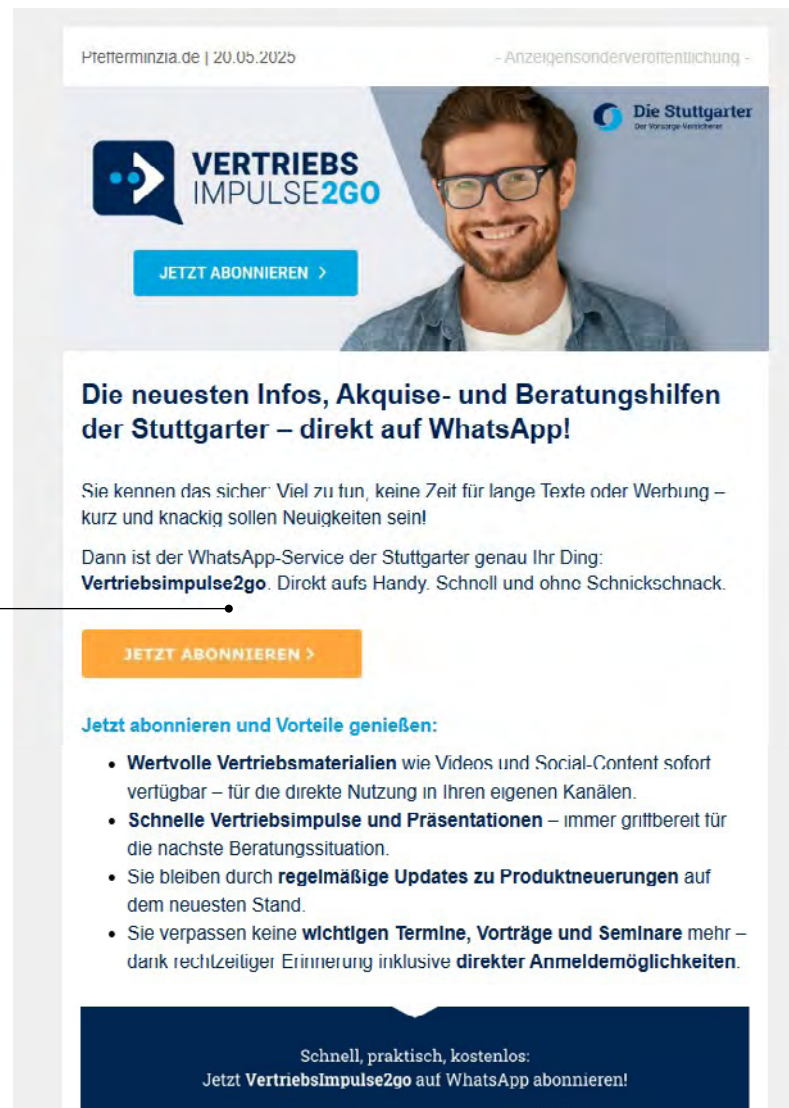 Pfefferminzia.de | 20.05.2025
- Anzeigensonderveröffentlichung -
Die Stuttgarter
Der Vorsorge-Versicherer
VERTRIEBS
IMPULSE2GO
JETZT ABONNIEREN >
Die neuesten Infos, Akquise- und Beratungshilfen
der Stuttgarter – direkt auf WhatsApp!
Sie kennen das sicher: Viel zu tun, keine Zeit für lange Texte oder Werbung –
kurz und knackig sollen Neuigkeiten sein!
Dann ist der WhatsApp-Service der Stuttgarter genau Ihr Ding:
Vertriebsimpulse2go. Direkt aufs Handy. Schnell und ohne Schnickschnack.
JETZT ABONNIEREN >
Jetzt abonnieren und Vorteile genießen:
• Wertvolle Vertriebsmaterialien wie Videos und Social-Content sofort
verfügbar – für die direkte Nutzung in Ihren eigenen Kanälen.
• Schnelle Vertriebsimpulse und Präsentationen – immer griffbereit für
die nächste Beratungssituation.
• Sie bleiben durch regelmäßige Updates zu Produktneuerungen auf
dem neuesten Stand.
• Sie verpassen keine wichtigen Termine, Vorträge und Seminare mehr –
dank rechtzeitiger Erinnerung inklusive direkter Anmeldemöglichkeiten.
Schnell, praktisch, kostenlos:
Jetzt VertriebsImpulse2go auf WhatsApp abonnieren!